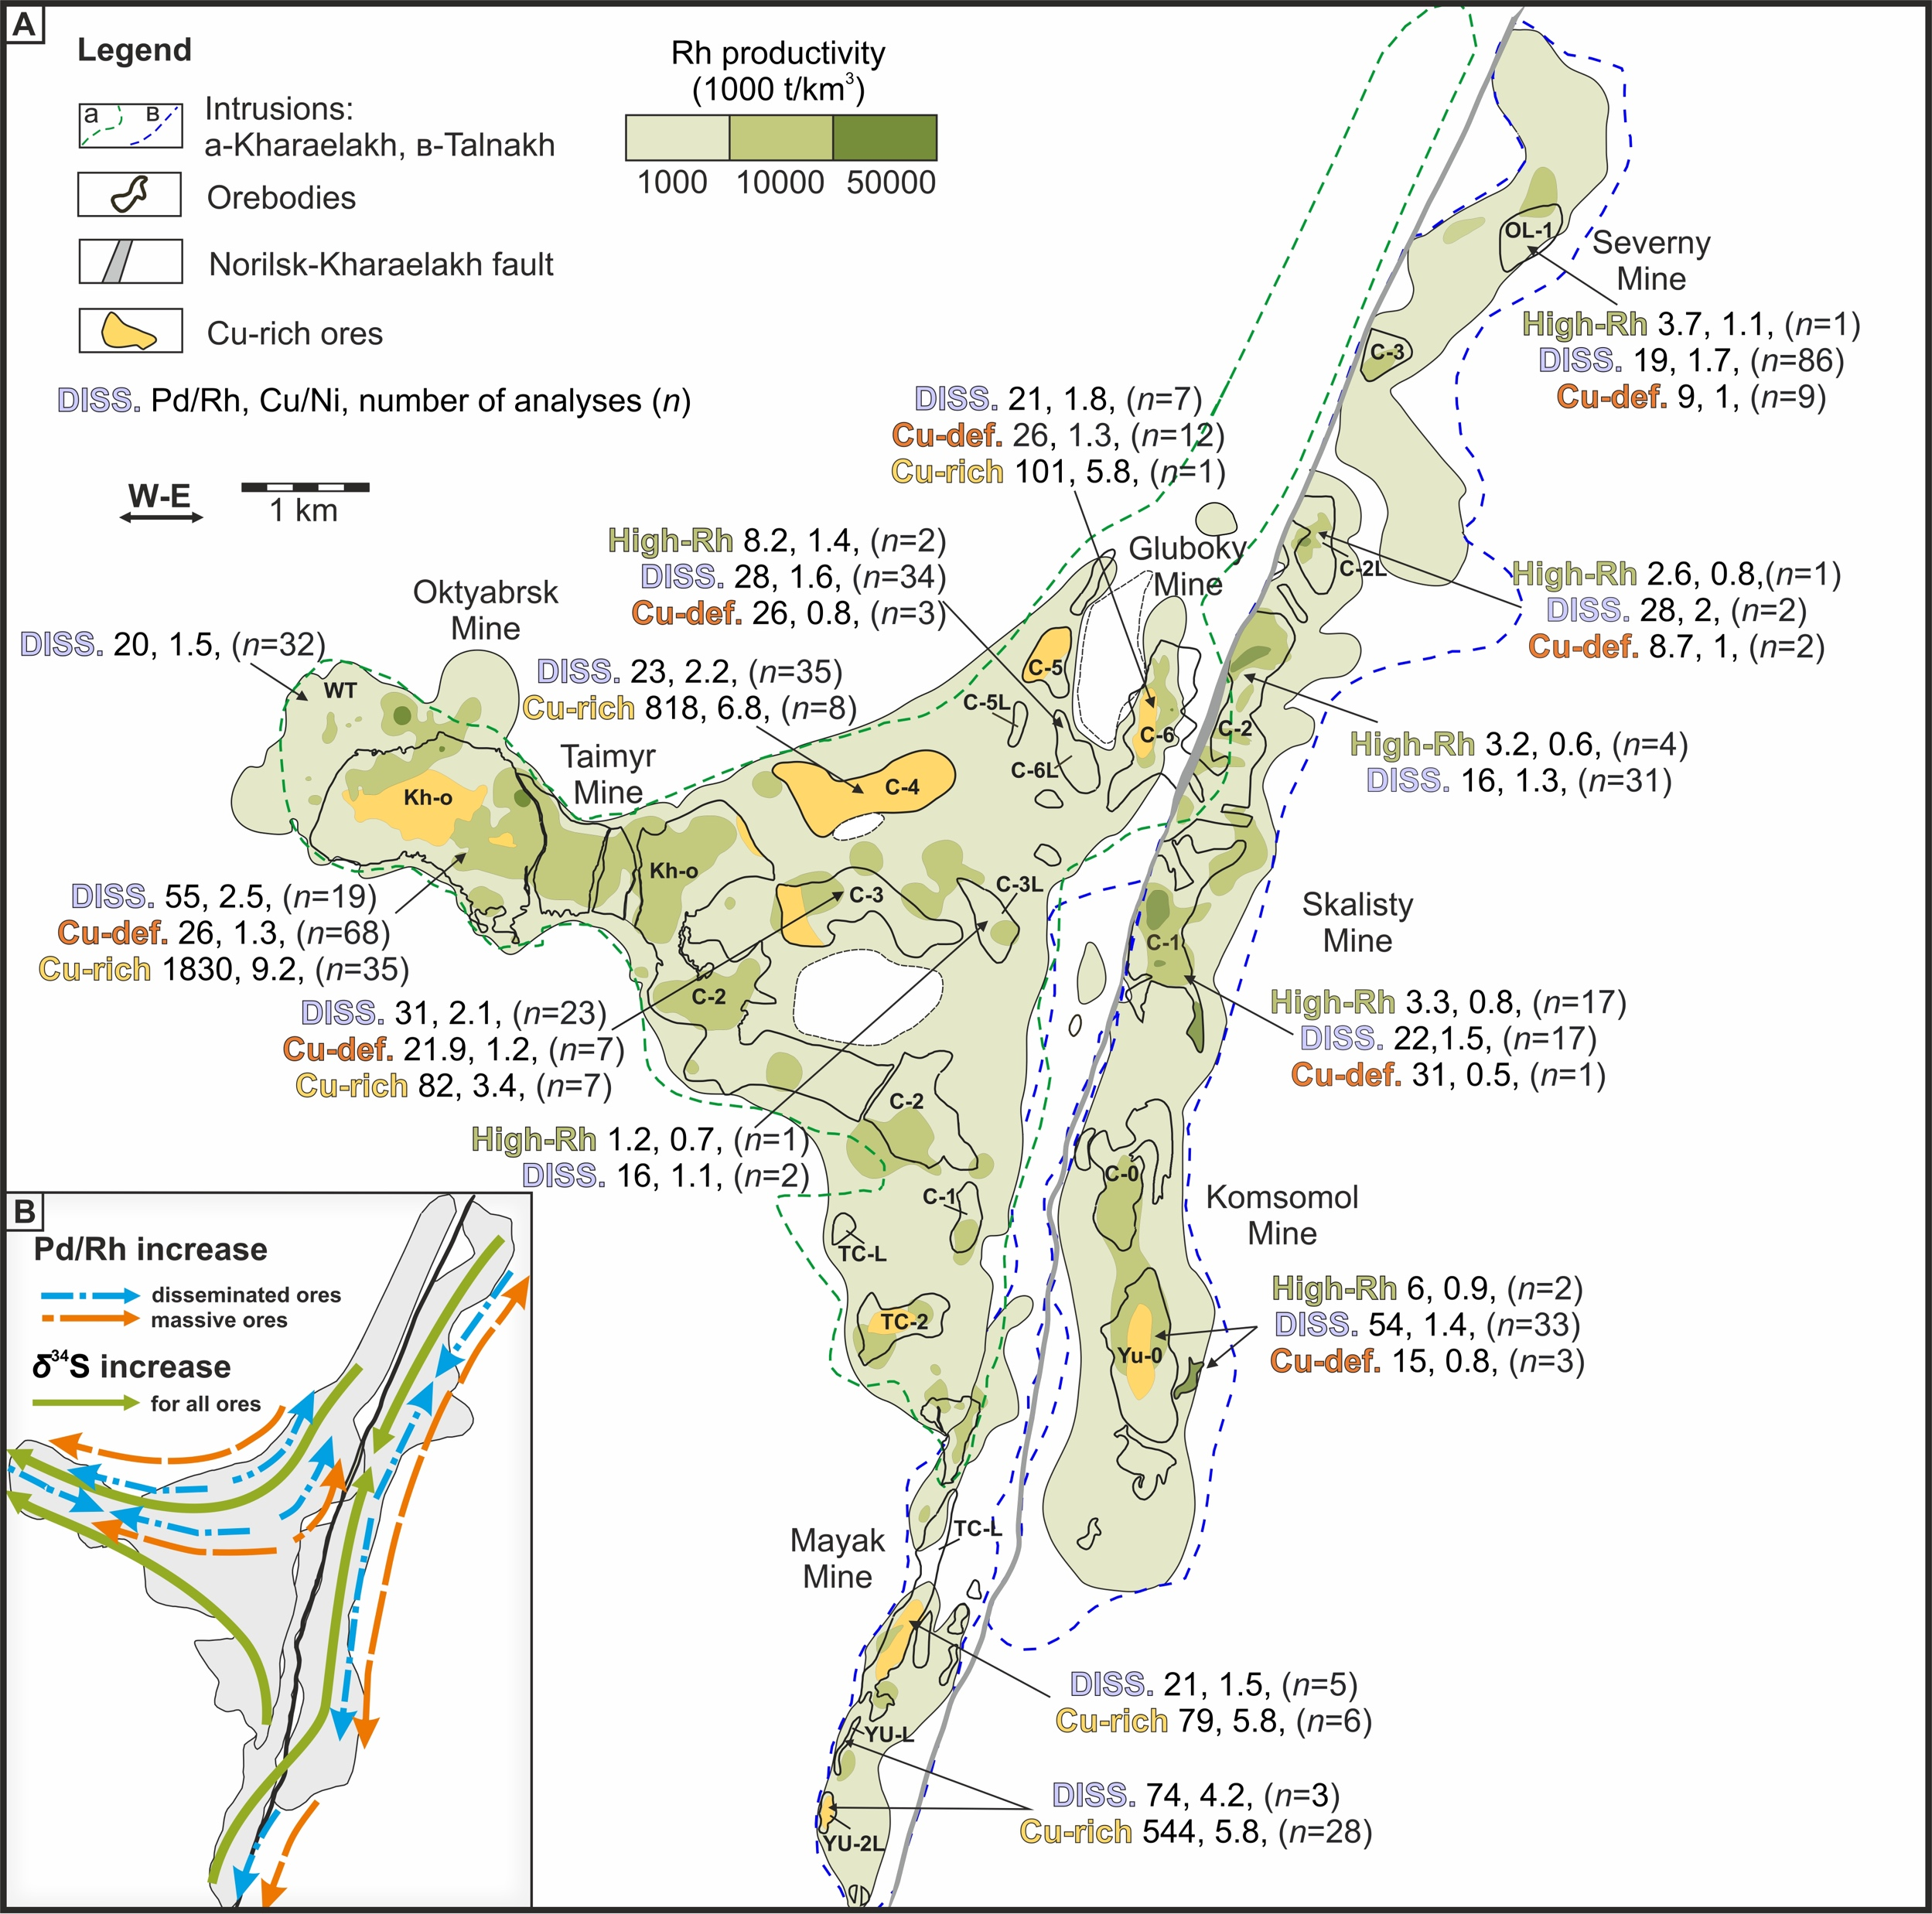 A
Legend
a
B
Intrusions:
a-Kharaelakh, в-Talnakh
Orebodies
Norilsk-Kharaelakh fault
Cu-rich ores
DISS. Pd/Rh, Cu/Ni, number of analyses (n)
Rh productivity
(1000 t/km³)
1000 10000 50000
W-E
1 km
OL-1
Severny
Mine
High-Rh 3.7, 1.1, (n=1)
DISS. 19, 1.7, (n=86)
Cu-def. 9, 1, (n=9)
C-3
DISS. 21, 1.8, (n=7)
Cu-def. 26, 1.3, (n=12)
Cu-rich 101, 5.8, (n=1)
High-Rh 8.2, 1.4, (n=2)
DISS. 28, 1.6, (n=34)
Cu-def. 26, 0.8, (n=3)
Gluboky
Mine
C-2L
High-Rh 2.6, 0.8,(n=1)
DISS. 28, 2, (n=2)
Cu-def. 8.7, 1, (n=2)
Oktyabrsk
Mine
DISS. 20, 1.5, (n=32)
WT
DISS. 23, 2.2, (n=35)
Cu-rich 818, 6.8, (n=8)
C-5
C-5L
C-6
C-6L
C-2
High-Rh 3.2, 0.6, (n=4)
DISS. 16, 1.3, (n=31)
Taimyr
Mine
Kh-o
C-4
Kh-o
C-3
C-3L
DISS. 55, 2.5, (n=19)
Cu-def. 26, 1.3, (n=68)
Cu-rich 1830, 9.2, (n=35)
Skalisty
Mine
C-1
C-2
High-Rh 3.3, 0.8, (n=17)
DISS. 22,1.5, (n=17)
Cu-def. 31, 0.5, (n=1)
DISS. 31, 2.1, (n=23)
Cu-def. 21.9, 1.2, (n=7)
Cu-rich 82, 3.4, (n=7)
C-2
High-Rh 1.2, 0.7, (n=1)
DISS. 16, 1.1, (n=2)
C-0
C-1
TC-L
Komsomol
Mine
High-Rh 6, 0.9, (n=2)
DISS. 54, 1.4, (n=33)
Cu-def. 15, 0.8, (n=3)
TC-2
Yu-0
Mayak
Mine
TC-L
DISS. 21, 1.5, (n=5)
Cu-rich 79, 5.8, (n=6)
YU-L
DISS. 74, 4.2, (n=3)
Cu-rich 544, 5.8, (n=28)
YU-2L
B
Pd/Rh increase
disseminated ores
massive ores
δ³⁴S increase
for all ores